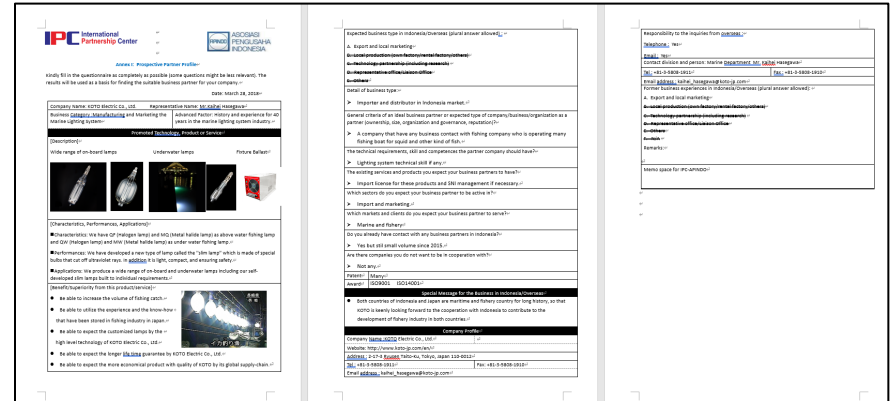 IPC International Partnership Center
APINDO ASOSIASI PENGUSAHA INDONESIA
Annex I Prospective Partner Profile
Kindly fill in the questionnaire as completely as possible (some questions might be less relevant). The
results will be used as a basis for finding the suitable business partner for your company.
Date: March 28, 2018
Company Name: KOTO Electric Co., Ltd. Representative Name: Mr.Kaihei Hasegawa
Business Category: Manufacturing and Marketing the
Marine Lighting system
Advanced Factor: History and experience for 40
years in the marine lighting system industry.
Promoted Technology, Product or Service
[Description]
Wide range of on-board lamps Underwater lamps Fixture Ballast
[Characteristics, Performances, Applications]
■Characteristics: We have QP (Halogen lamp) and MQ (Metal halide lamp) as above water fishing lamp
and QW (Halogen lamp) and MW (Metal halide lamp) as under water fishing lamp.
■Performances: We have developed a new type of lamp called the "slim lamp" which is made of special
bulbs that cut off ultraviolet rays. In addition it is light, compact, and ensuring safety.
■Applications: We produce a wide range of on-board and underwater lamps including our self-
developed slim lamps built to individual requirements.
[Benefit/Superiority from this product/service]
● Be able to increase the volume of fishing catch.
● Be able to utilize the experience and the know-how
that have been stored in fishing industry in Japan.
● Be able to expect the customized lamps by the
high level technology of KOTO Electric Co., Ltd.
● Be able to expect the longer life time guarantee by KOTO Electric Co., Ltd.
● Be able to expect the more economical product with quality of KOTO by its global supply-chain.
イカ釣り漁
Expected business type in Indonesia/Overseas (plural answer allowed):
A. Export and local marketing
B. Local production (own factory/rental factory/others)
C. Technology partnership (including research)
D. Representative office/Liaison Office
E. Others
Detail of business type:
➢ Importer and distributor in Indonesia market.
General criteria of an ideal business partner or expected type of company/business/organization as a
partner (ownership, size, organization and governance, reputation)?
➢ A company that have any business contact with fishing company who is operating many
fishing boat for squid and other kind of fish.
The technical requirements, skill and competences the partner company should have?
➢ Lighting system technical skill if any.
The existing services and products you expect your business partners to have?
➢ Import license for these products and SNI management if necessary.
Which sectors do you expect your business partner to be active in?
➢ Import and marketing.
Which markets and clients do you expect your business partner to serve?
➢ Marine and fishery
Do you already have contact with any business partners in Indonesia?
➢ Yes but still small volume since 2015.
Are there companies you do not want to be in cooperation with?
➢ Not any.
Patent Many
Award ISO9001 ISO14001
Special Message for the Business in Indonesia/Overseas
● Both countries of Indonesia and Japan are maritime and fishery country for long history, so that
KOTO is keenly looking forward to the cooperation with Indonesia to contribute to the
development of fishery industry in both countries.
Company Profile
Company Name: KOTO Electric Co., Ltd.
Website: http://www.koto-jp.com/en/
Address: 2-17-3 Ryusen Taito-Ku, Tokyo, Japan 110-0012
Tel: +81-3-5808-1911 Fax: +81-3-5808-1910
Email address: kaihei_hasegawa@koto-jp.com
Responsibility to the inquiries from overseas:
Telephone : Yes
Email : Yes
Contact division and person: Marine Department Mr. Kaihei Hasegawa
Tel : +81-3-5808-1911 Fax : +81-3-5808-1910
Email address : kaihei_hasegawa@koto-jp.com
Former business experiences in Indonesia/Overseas (plural answer allowed):
A. Export and local marketing
B. Local production (own factory/rental factory/others)
C. Technology partnership (including research)
D. Representative office/Liaison Office
E. Others
Remarks:
Memo space for IPC-APINDO